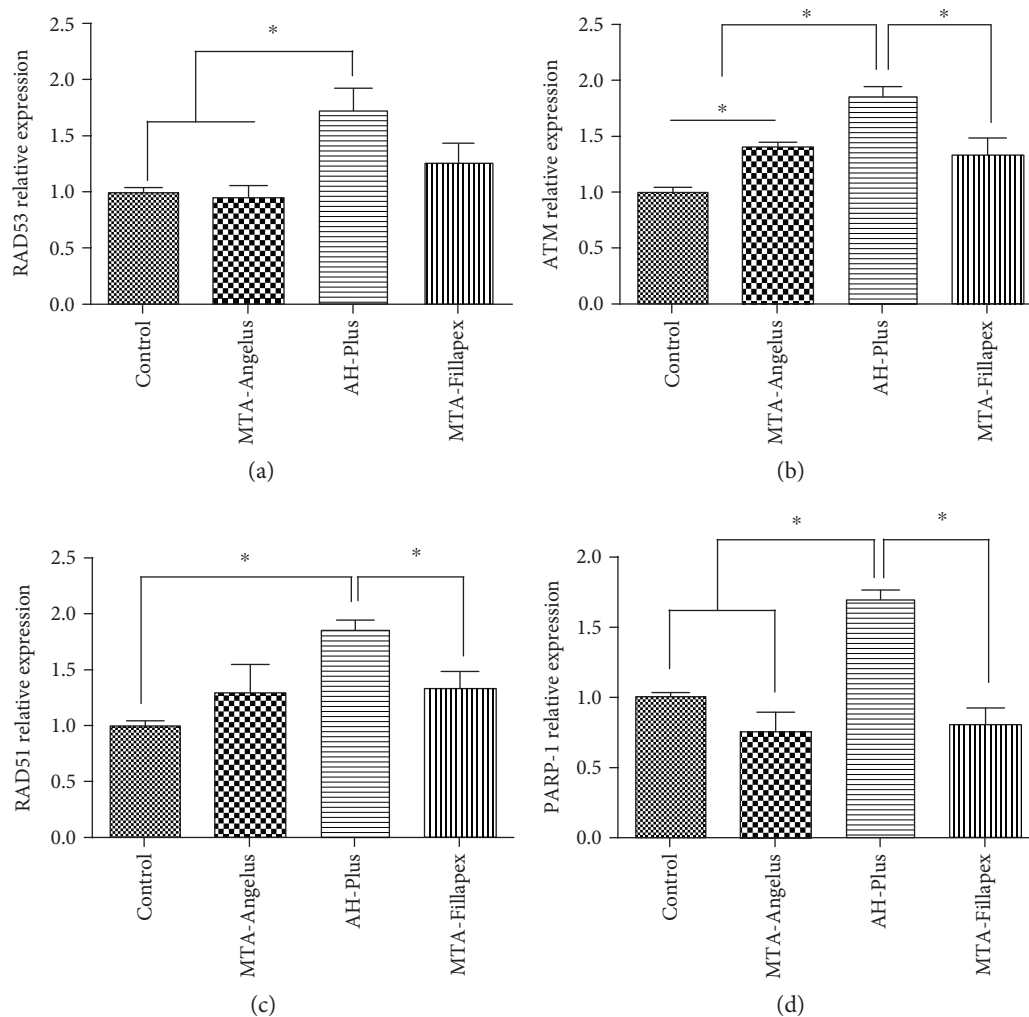 RAD53 relative expression
2.5
2.0
1.5
1.0
0.5
0.0
*
Control
MTA-Angelus
AH-Plus
MTA-Fillapex
(a)
ATM relative expression
2.5
2.0
1.5
1.0
0.5
0.0
*
*
*
Control
MTA-Angelus
AH-Plus
MTA-Fillapex
(b)
RAD51 relative expression
2.5
2.0
1.5
1.0
0.5
0.0
*
*
Control
MTA-Angelus
AH-Plus
MTA-Fillapex
(c)
PARP-1 relative expression
2.0
1.5
1.0
0.5
0.0
*
*
Control
MTA-Angelus
AH-Plus
MTA-Fillapex
(d)